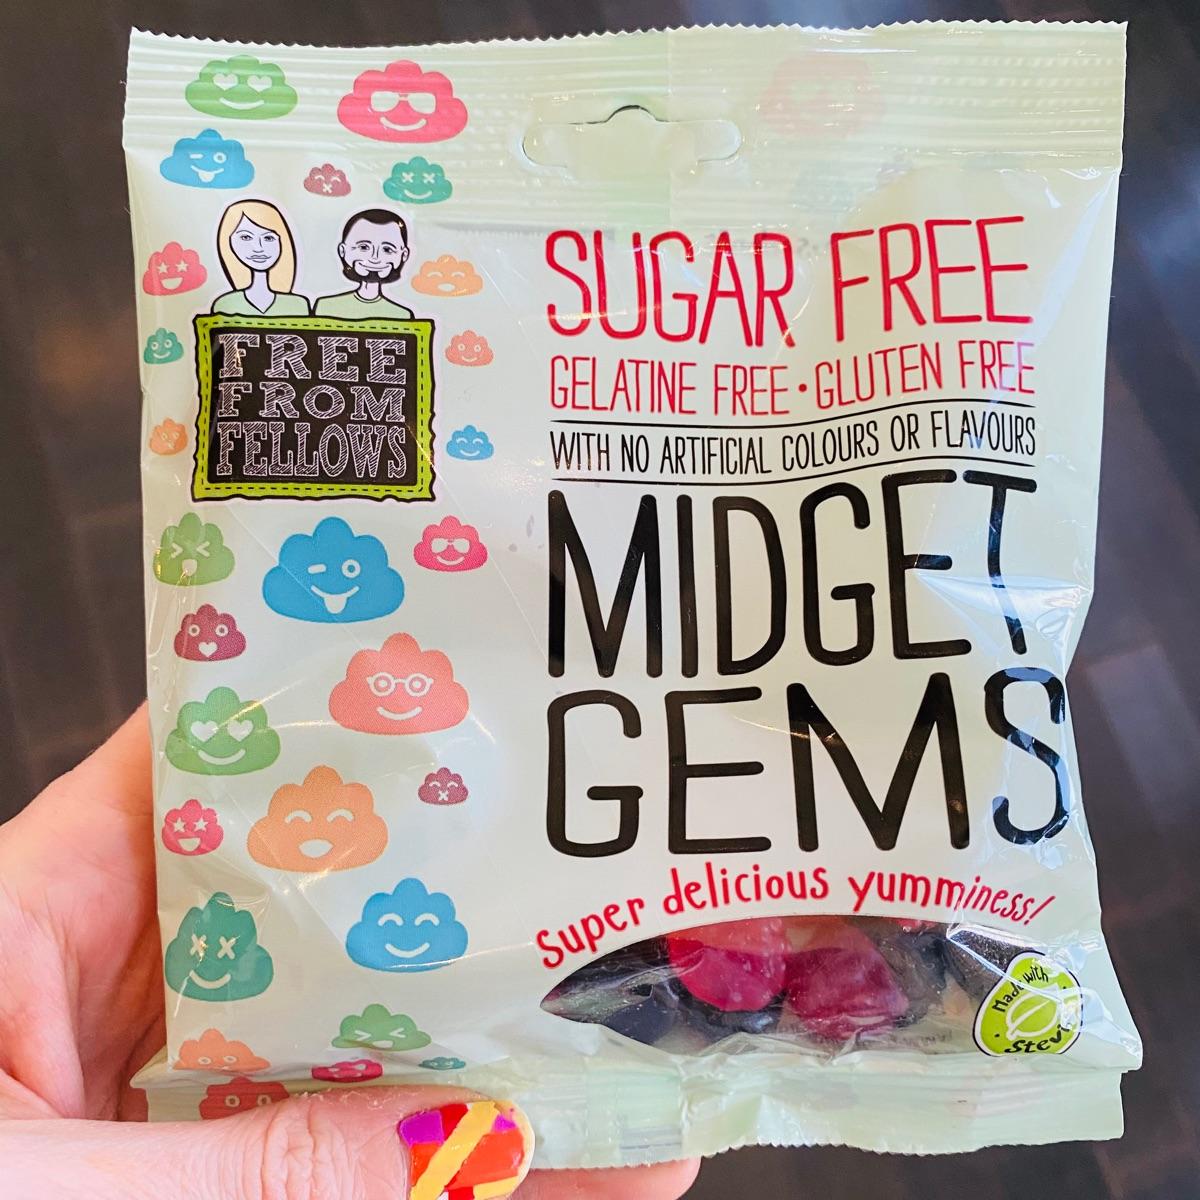 FREE
FROM
FELLOWS
SUGAR FREE
GELATINE FREE • GLUTEN FREE
WITH NO ARTIFICIAL COLOURS OR FLAVOURS
MIDGET
GEMS
Super delicious yumminess!
Made with
Stevia